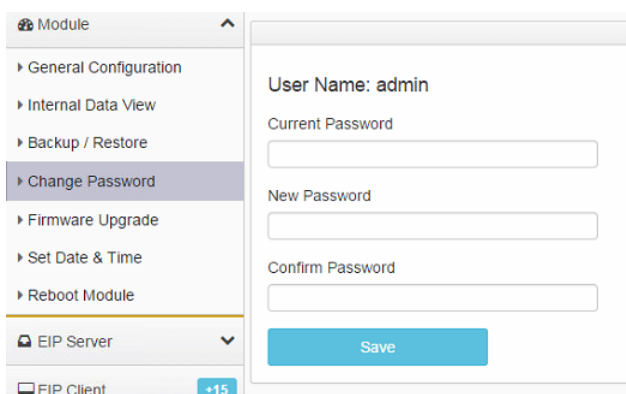 Module
General Configuration
Internal Data View
Backup / Restore
Change Password
Firmware Upgrade
Set Date & Time
Reboot Module
EIP Server
EIP Client
+15
User Name: admin
Current Password
New Password
Confirm Password
Save